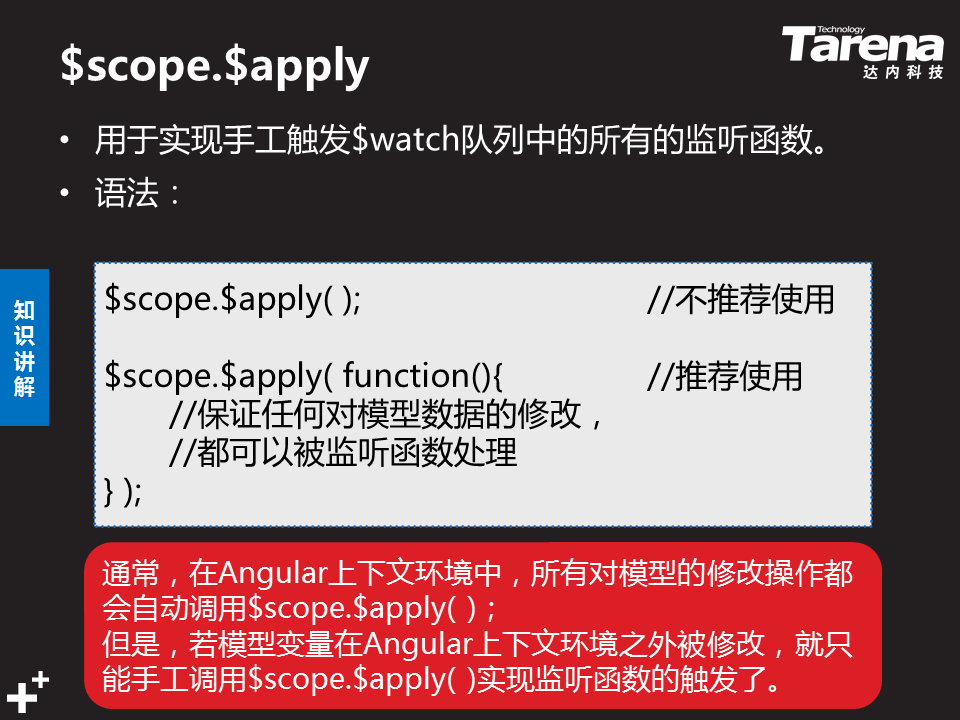 $scope.$apply
Technology
Tarena
达内科技
• 用于实现手工触发$watch队列中的所有的监听函数。
• 语法：
知识讲解
$scope.$apply( ); //不推荐使用
$scope.$apply( function(){ //推荐使用
//保证任何对模型数据的修改，
//都可以被监听函数处理
} );
通常，在Angular上下文环境中，所有对模型的修改操作都
会自动调用$scope.$apply( )；
但是，若模型变量在Angular上下文环境之外被修改，就只
能手工调用$scope.$apply( )实现监听函数的触发了。